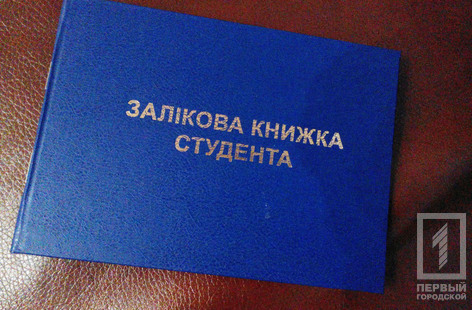 ЗАЛІКОВА КНИЖКА
СТУДЕНТА
1
ПЕРВЫЙ
ГОРОДСКОЙ